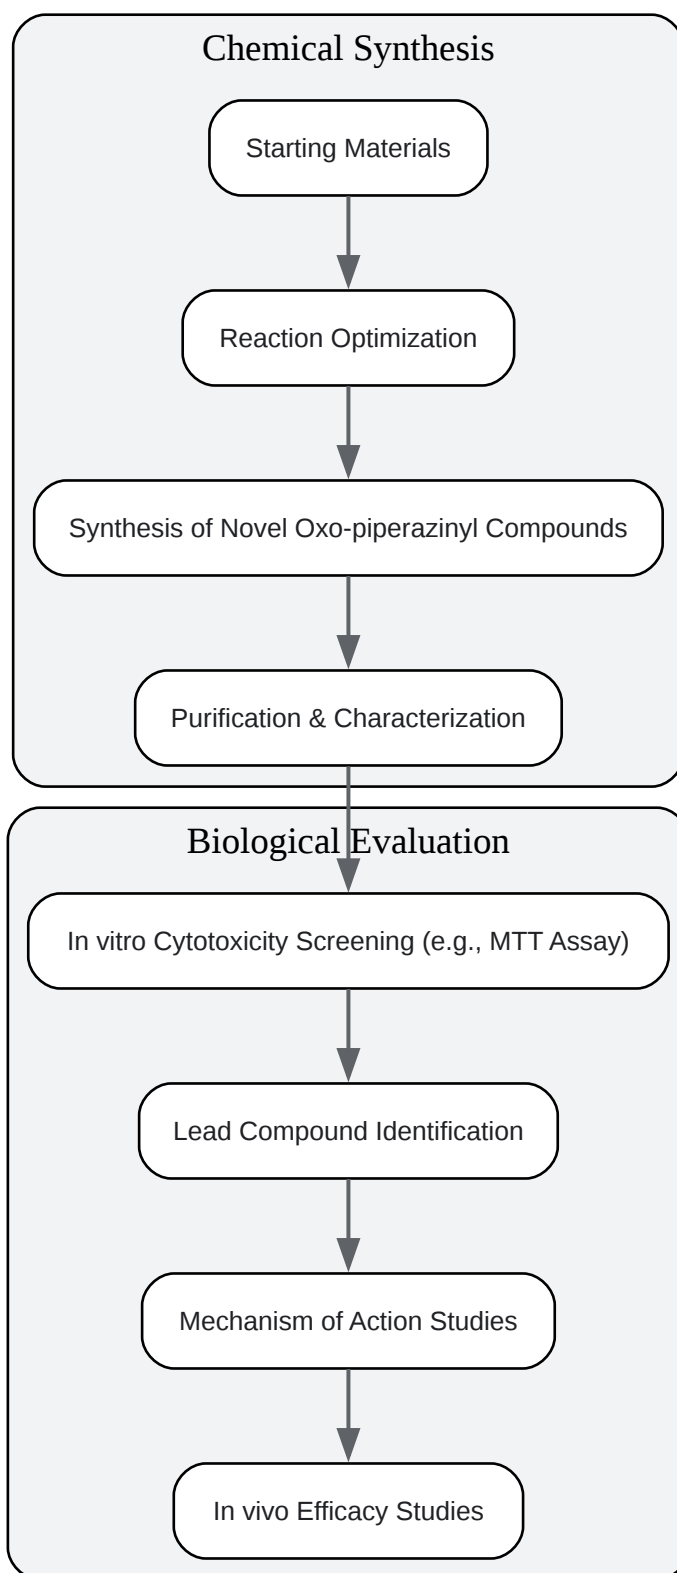 Chemical Synthesis
Starting Materials
Reaction Optimization
Synthesis of Novel Oxo-piperazinyl Compounds
Purification & Characterization
Biological Evaluation
In vitro Cytotoxicity Screening (e.g., MTT Assay)
Lead Compound Identification
Mechanism of Action Studies
In vivo Efficacy Studies